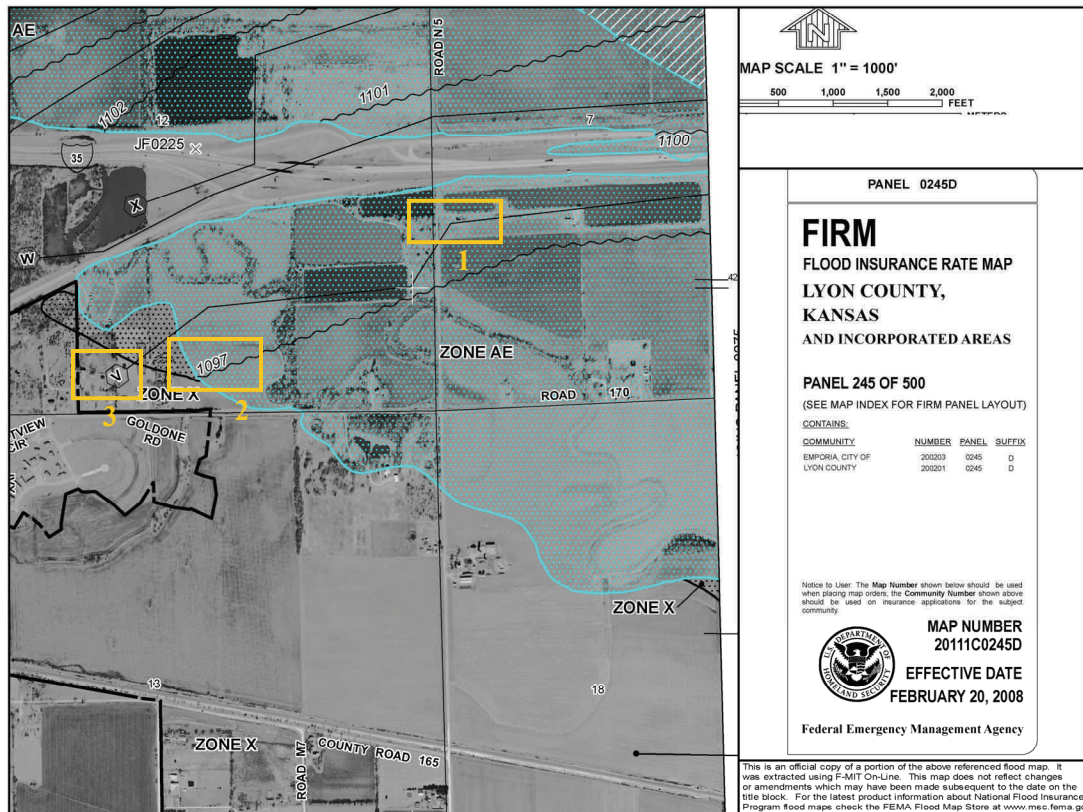 AE
ROAD N 5
1102
12
1101
7
1100
JF0225
35
X
W
1
42
1097
V
ZONE AE
ZONE X
3
2
ROAD 170
GOLDONE
RD
CIR
ZONE X
13
18
ZONE X
ROAD M7
COUNTY ROAD 165
N
MAP SCALE 1" = 1000'
500 1,000 1,500 2,000
FEET
PANEL 0245D
FIRM
FLOOD INSURANCE RATE MAP
LYON COUNTY,
KANSAS
AND INCORPORATED AREAS
PANEL 245 OF 500
(SEE MAP INDEX FOR FIRM PANEL LAYOUT)
CONTAINS:
COMMUNITY NUMBER PANEL SUFFIX
EMPORIA, CITY OF 200203 0245 D
LYON COUNTY 200201 0245 D
Notice to User: The Map Number shown below should be used
when placing map orders, the Community Number shown above
should be used on insurance applications for the subject
community.
U.S. DEPARTMENT OF HOMELAND SECURITY
MAP NUMBER
20111C0245D
EFFECTIVE DATE
FEBRUARY 20, 2008
Federal Emergency Management Agency
This is an official copy of a portion of the above referenced flood map. It
was extracted using F-MIT On-Line. This map does not reflect changes
or amendments which may have been made subsequent to the date on the
title block. For the latest product information about National Flood Insurance
Program flood maps check the FEMA Flood Map Store at www.msc.fema.go